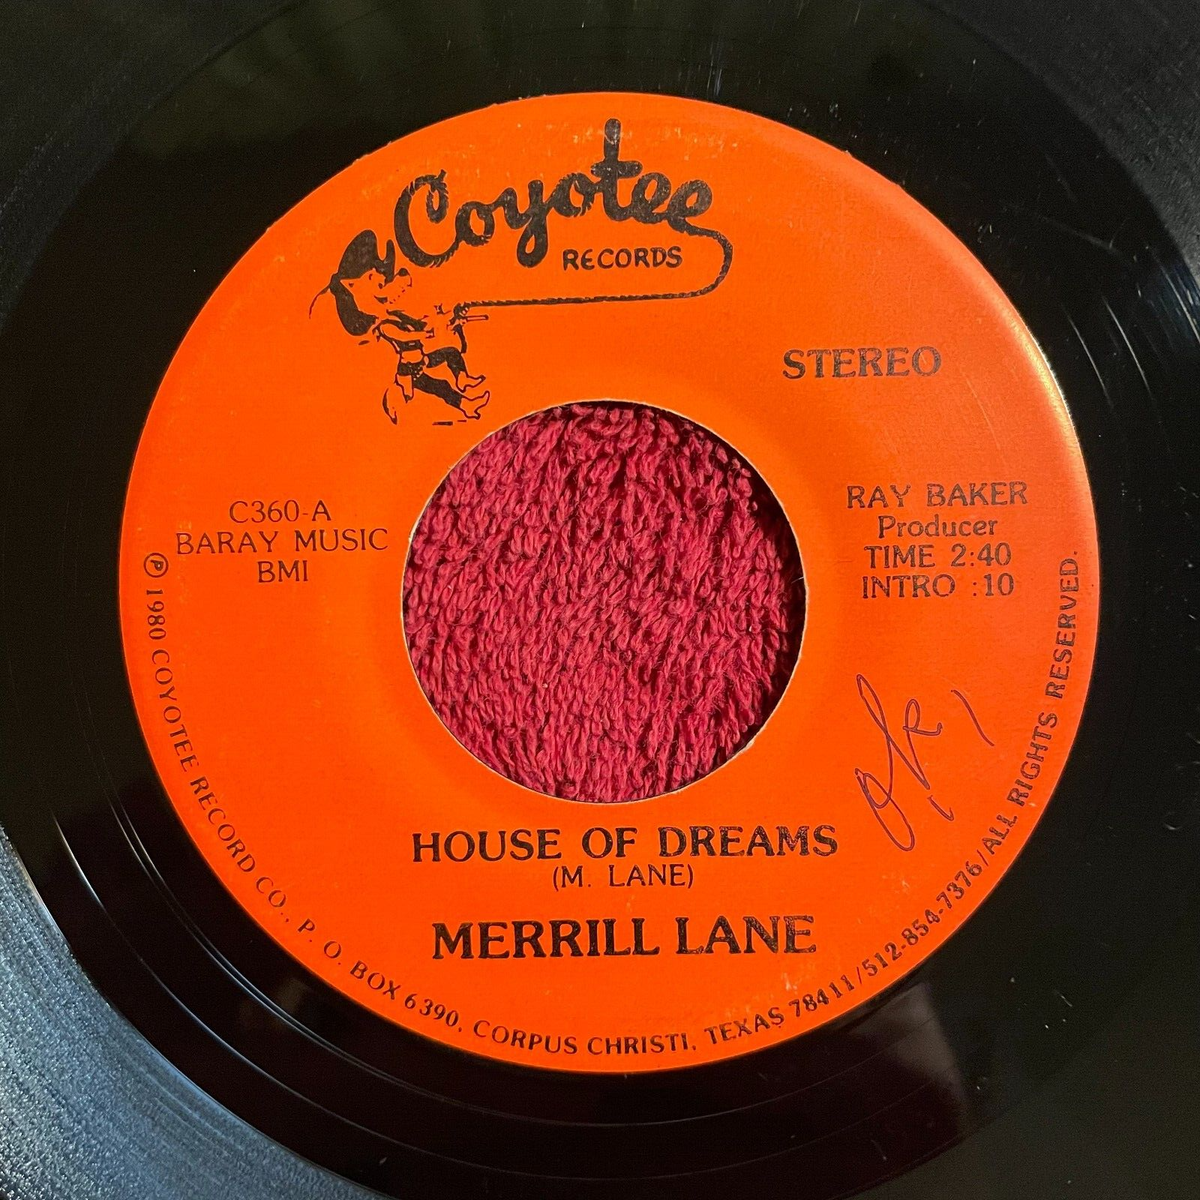 Coyotee
RECORDS
STEREO
C360-A
BARAY MUSIC
BMI
RAY BAKER
Producer
TIME 2:40
INTRO :10
HOUSE OF DREAMS
(M. LANE)
MERRILL LANE
℗ 1980 COYOTEE RECORD CO., P. O. BOX 6390, CORPUS CHRISTI, TEXAS 78411/512-854-7376/ALL RIGHTS RESERVED.